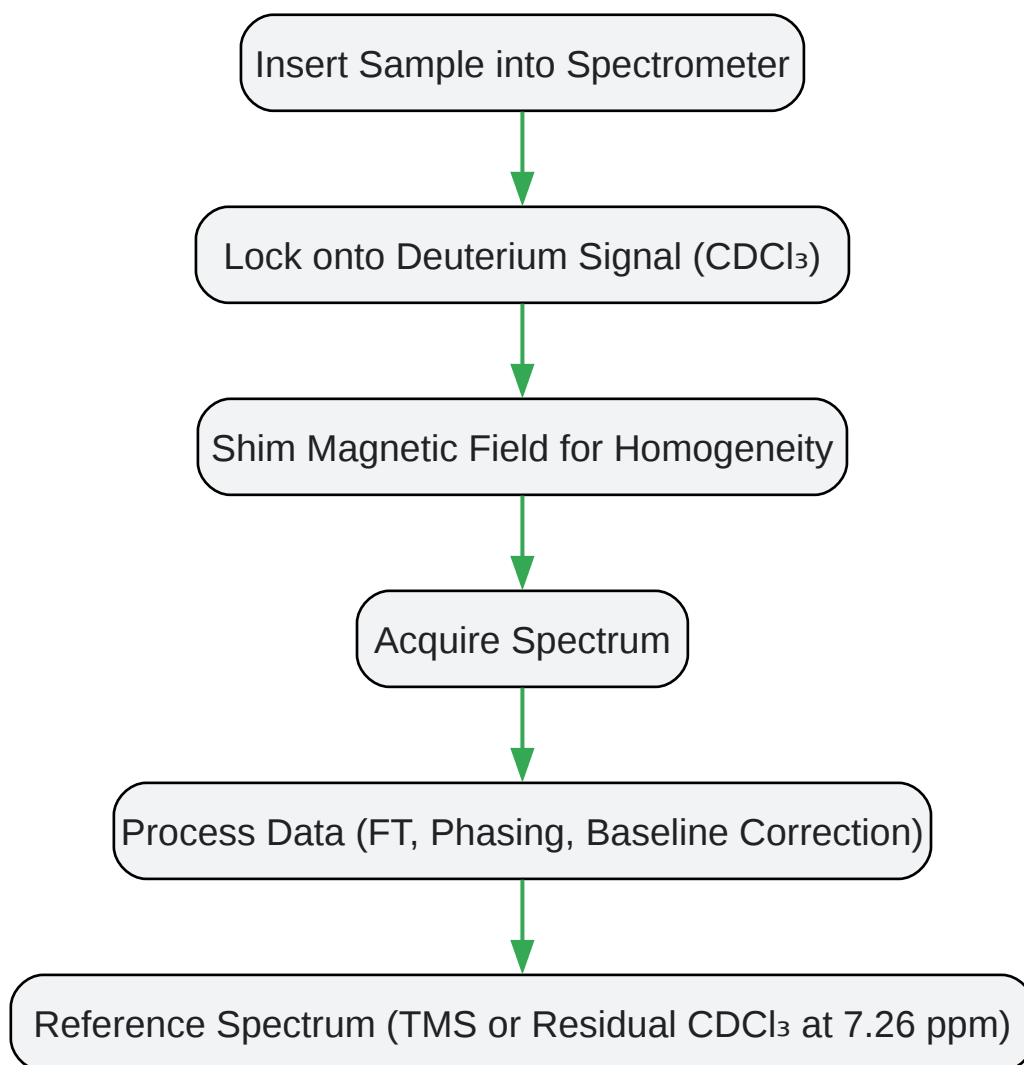 Insert Sample into Spectrometer
Lock onto Deuterium Signal (CDCl₃)
Shim Magnetic Field for Homogeneity
Acquire Spectrum
Process Data (FT, Phasing, Baseline Correction)
Reference Spectrum (TMS or Residual CDCl₃ at 7.26 ppm)